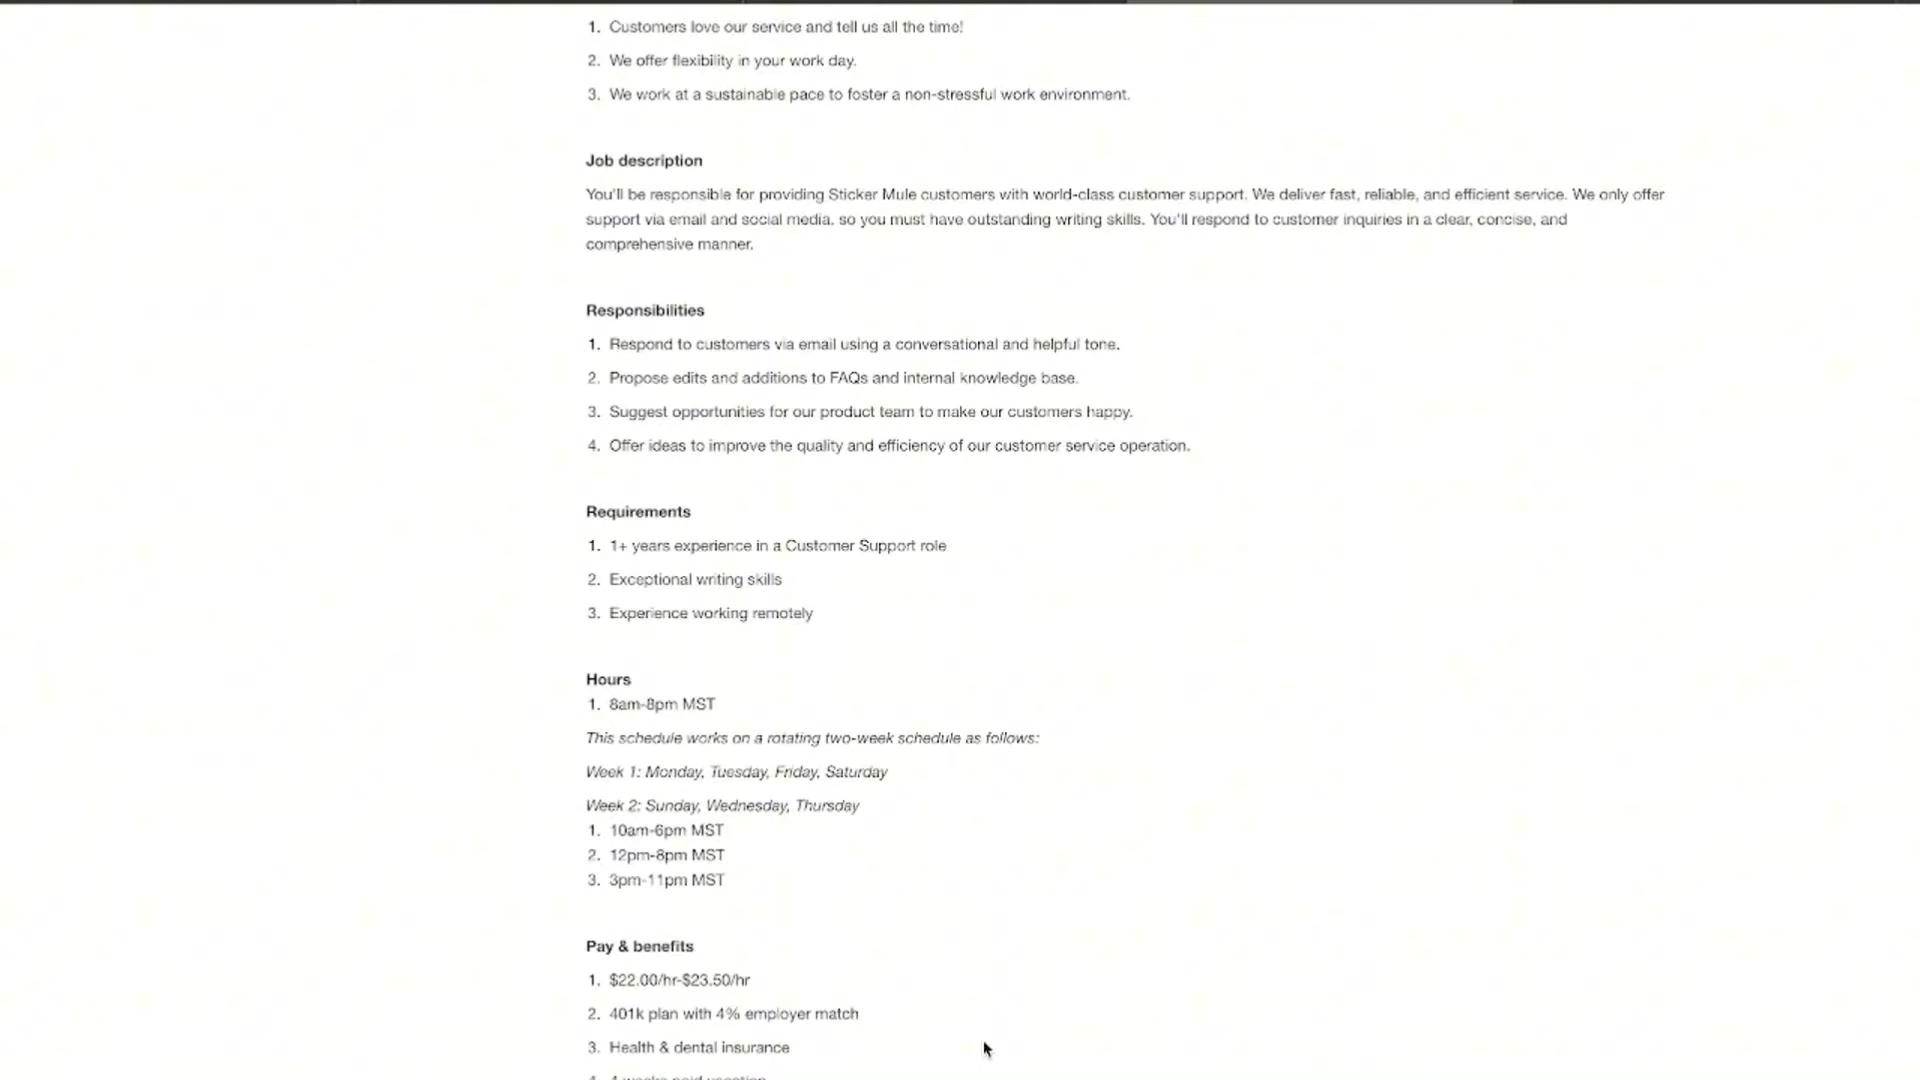 1. Customers love our service and tell us all the time!
2. We offer flexibility in your work day.
3. We work at a sustainable pace to foster a non-stressful work environment.
Job description
You'll be responsible for providing Sticker Mule customers with world-class customer support. We deliver fast, reliable, and efficient service. We only offer
support via email and social media, so you must have outstanding writing skills. You'll respond to customer inquiries in a clear, concise, and
comprehensive manner.
Responsibilities
1. Respond to customers via email using a conversational and helpful tone.
2. Propose edits and additions to FAQs and internal knowledge base.
3. Suggest opportunities for our product team to make our customers happy.
4. Offer ideas to improve the quality and efficiency of our customer service operation.
Requirements
1. 1+ years experience in a Customer Support role
2. Exceptional writing skills
3. Experience working remotely
Hours
1. 8am-8pm MST
This schedule works on a rotating two-week schedule as follows:
Week 1: Monday, Tuesday, Friday, Saturday
Week 2: Sunday, Wednesday, Thursday
1. 10am-6pm MST
2. 12pm-8pm MST
3. 3pm-11pm MST
Pay & benefits
1. $22.00/hr-$23.50/hr
2. 401k plan with 4% employer match
3. Health & dental insurance
4. 4 weeks paid vacation